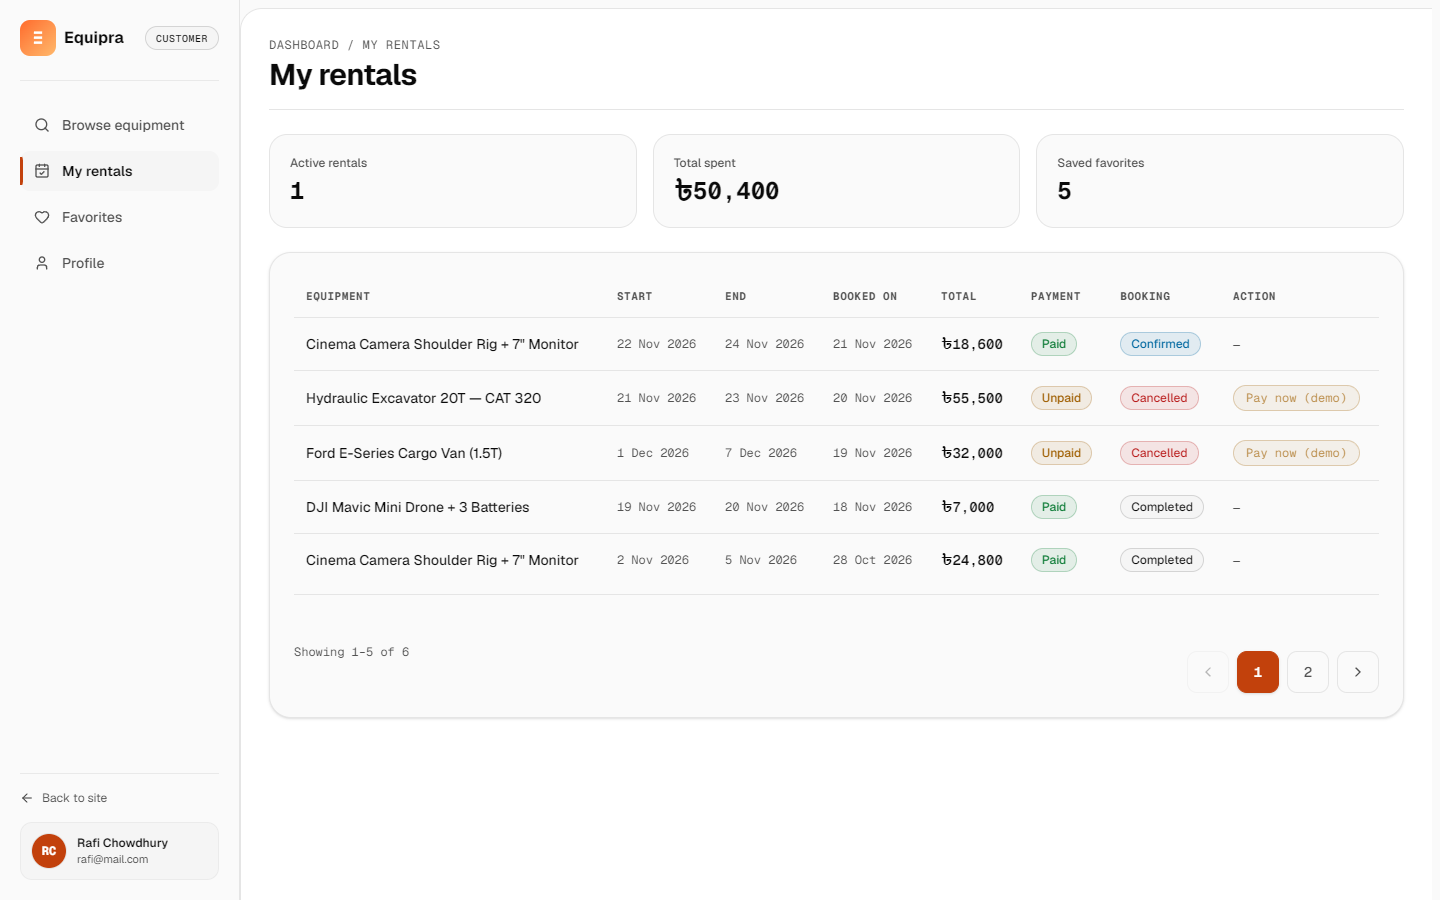 Equipra
CUSTOMER
Browse equipment
My rentals
Favorites
Profile
Back to site
RC
Rafi Chowdhury
rafi@mail.com
DASHBOARD / MY RENTALS
My rentals
Active rentals
1
Total spent
৳50,400
Saved favorites
5
EQUIPMENT START END BOOKED ON TOTAL PAYMENT BOOKING ACTION
Cinema Camera Shoulder Rig + 7" Monitor 22 Nov 2026 24 Nov 2026 21 Nov 2026 ৳18,600 Paid Confirmed –
Hydraulic Excavator 20T — CAT 320 21 Nov 2026 23 Nov 2026 20 Nov 2026 ৳55,500 Unpaid Cancelled Pay now (demo)
Ford E-Series Cargo Van (1.5T) 1 Dec 2026 7 Dec 2026 19 Nov 2026 ৳32,000 Unpaid Cancelled Pay now (demo)
DJI Mavic Mini Drone + 3 Batteries 19 Nov 2026 20 Nov 2026 18 Nov 2026 ৳7,000 Paid Completed –
Cinema Camera Shoulder Rig + 7" Monitor 2 Nov 2026 5 Nov 2026 28 Oct 2026 ৳24,800 Paid Completed –
Showing 1–5 of 6
1 2